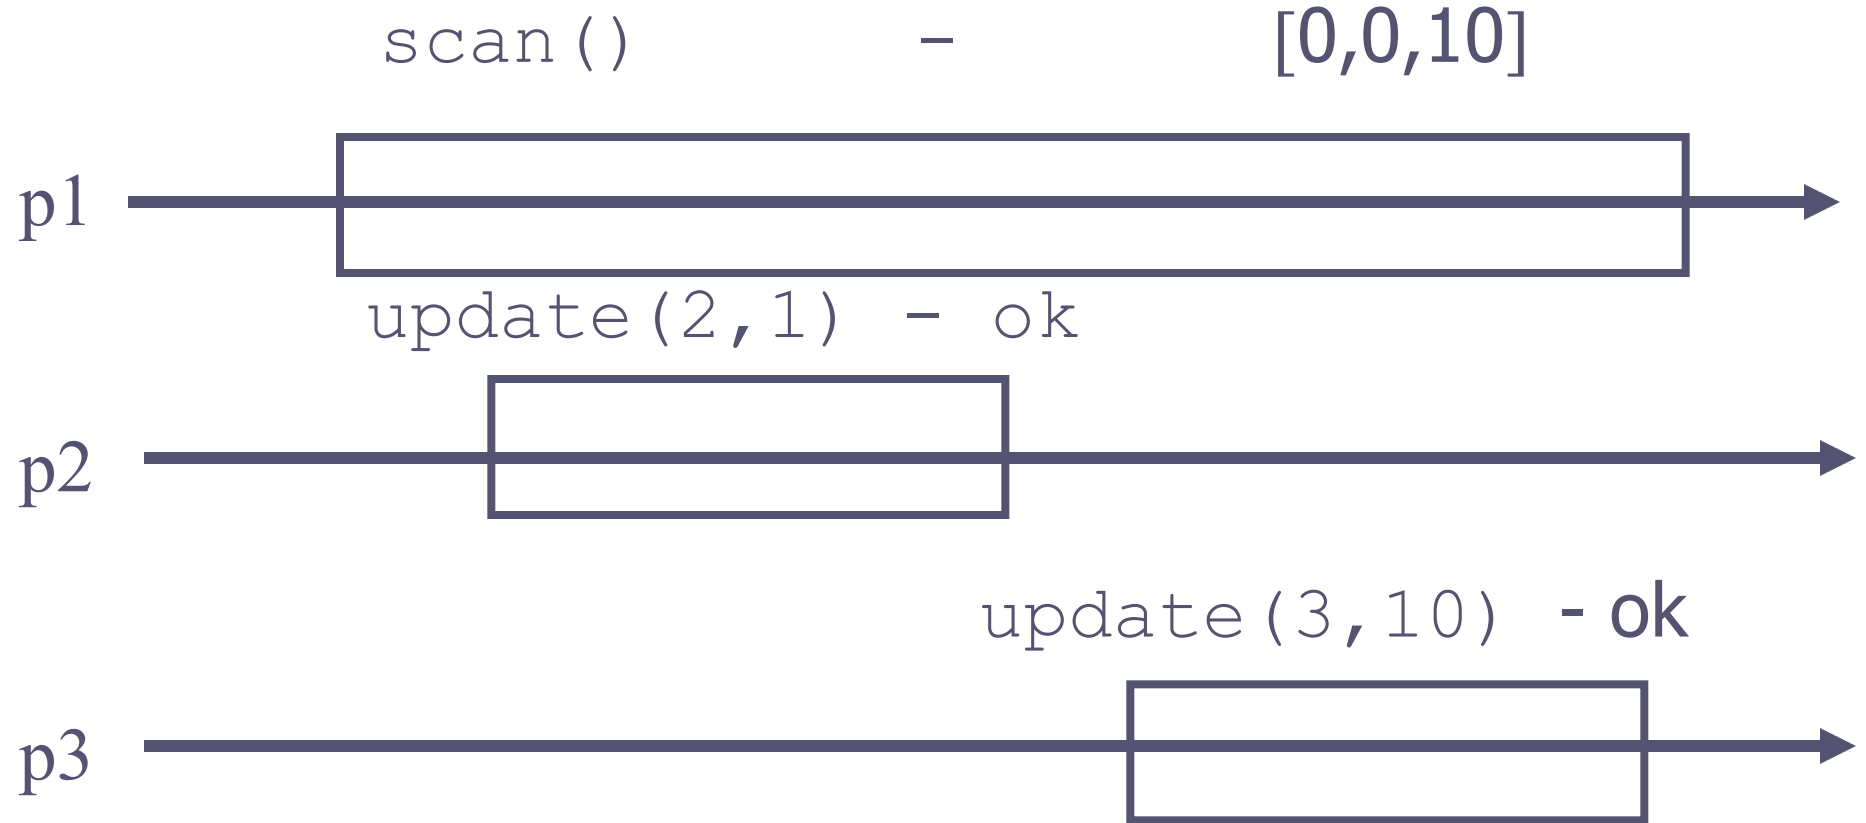 scan() - [0,0,10]
p1
update(2,1) - ok
p2
update(3,10) - ok
p3